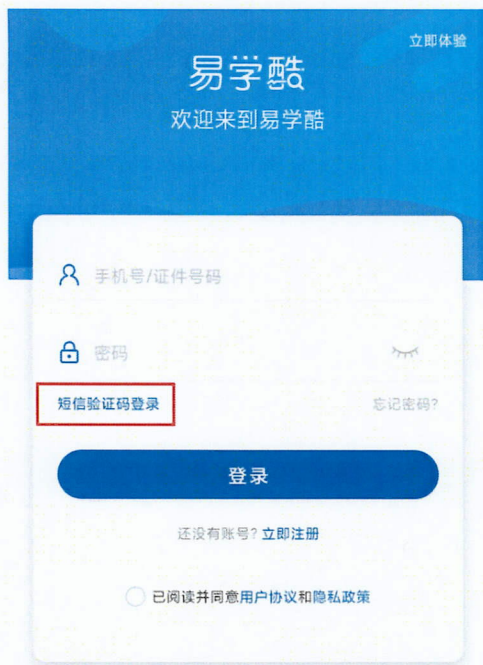 立即体验
易学酷
欢迎来到易学酷
手机号/证件号码
密码
短信验证码登录
忘记密码?
登录
还没有账号? 立即注册
已阅读并同意用户协议和隐私政策